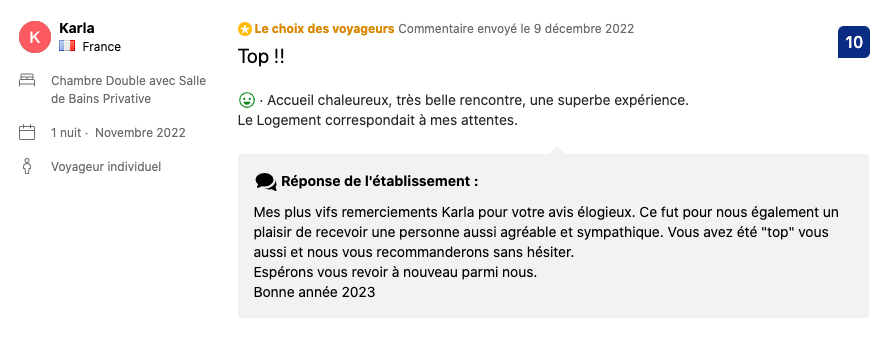 K
Karla
France
Chambre Double avec Salle
de Bains Privative
1 nuit · Novembre 2022
Voyageur individuel
Le choix des voyageurs Commentaire envoyé le 9 décembre 2022
10
Top !!
· Accueil chaleureux, très belle rencontre, une superbe expérience.
Le Logement correspondait à mes attentes.
Réponse de l'établissement :
Mes plus vifs remerciements Karla pour votre avis élogieux. Ce fut pour nous également un
plaisir de recevoir une personne aussi agréable et sympathique. Vous avez été "top" vous
aussi et nous vous recommanderons sans hésiter.
Espérons vous revoir à nouveau parmi nous.
Bonne année 2023